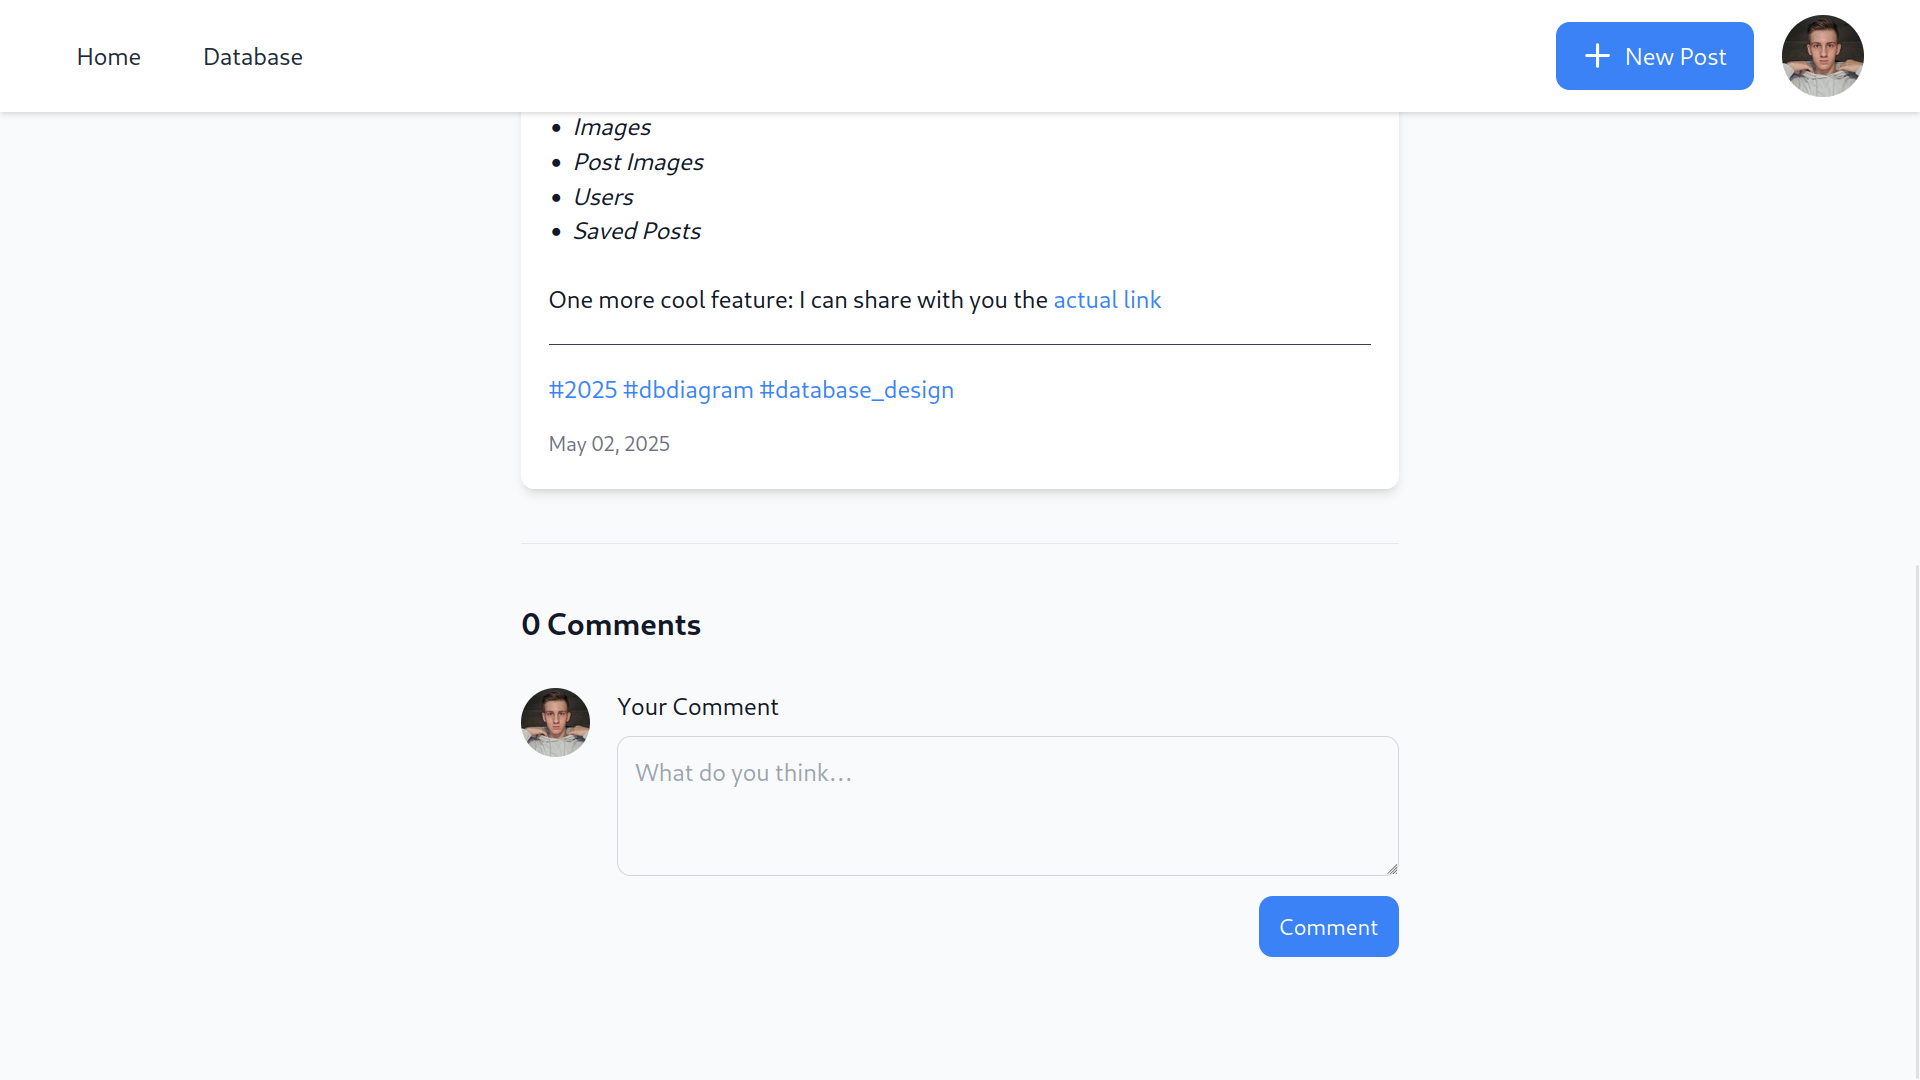 Home Database New Post
• Images
• Post Images
• Users
• Saved Posts
One more cool feature: I can share with you the actual link
#2025 #dbdiagram #database_design
May 02, 2025
0 Comments
Your Comment
What do you think...
Comment